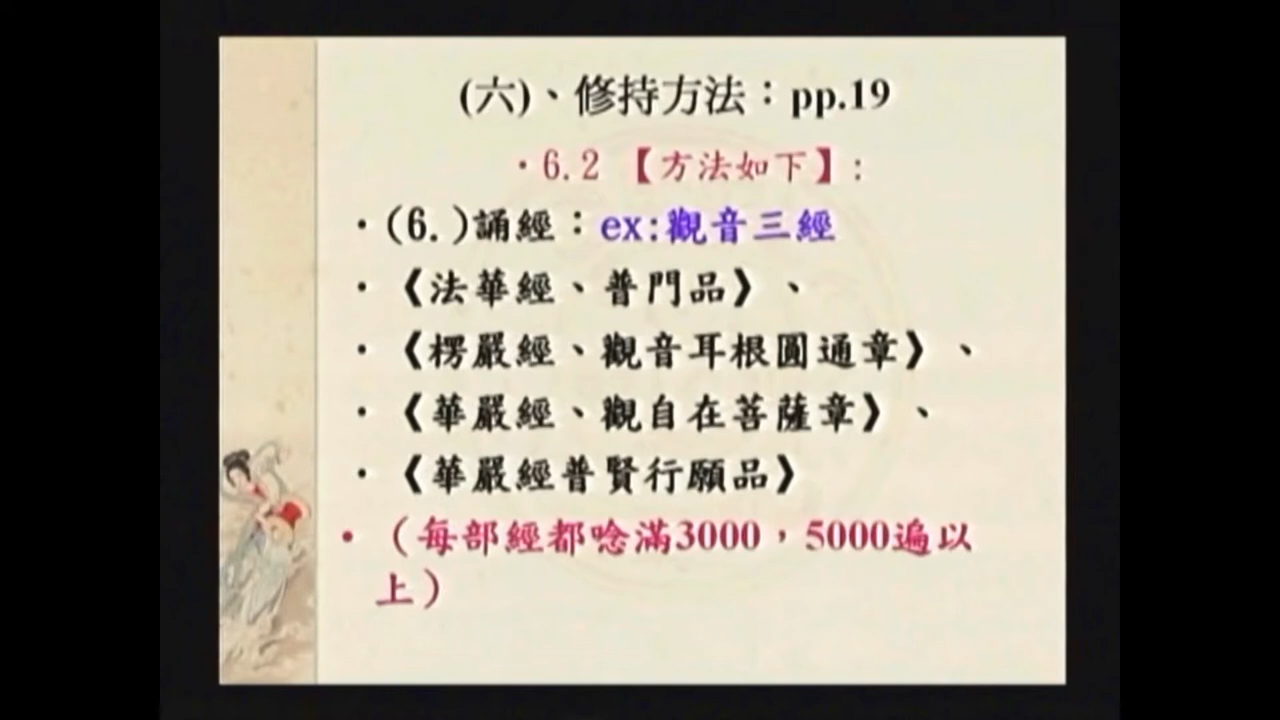 (六)、修持方法：pp.19
・6.2 【方法如下】:
・(6.)誦經：ex:觀音三經
・《法華經、普門品》、
・《楞嚴經、觀音耳根圓通章》、
・《華嚴經、觀自在菩薩章》、
・《華嚴經普賢行願品》
・（每部經都唸滿3000，5000遍以
上）